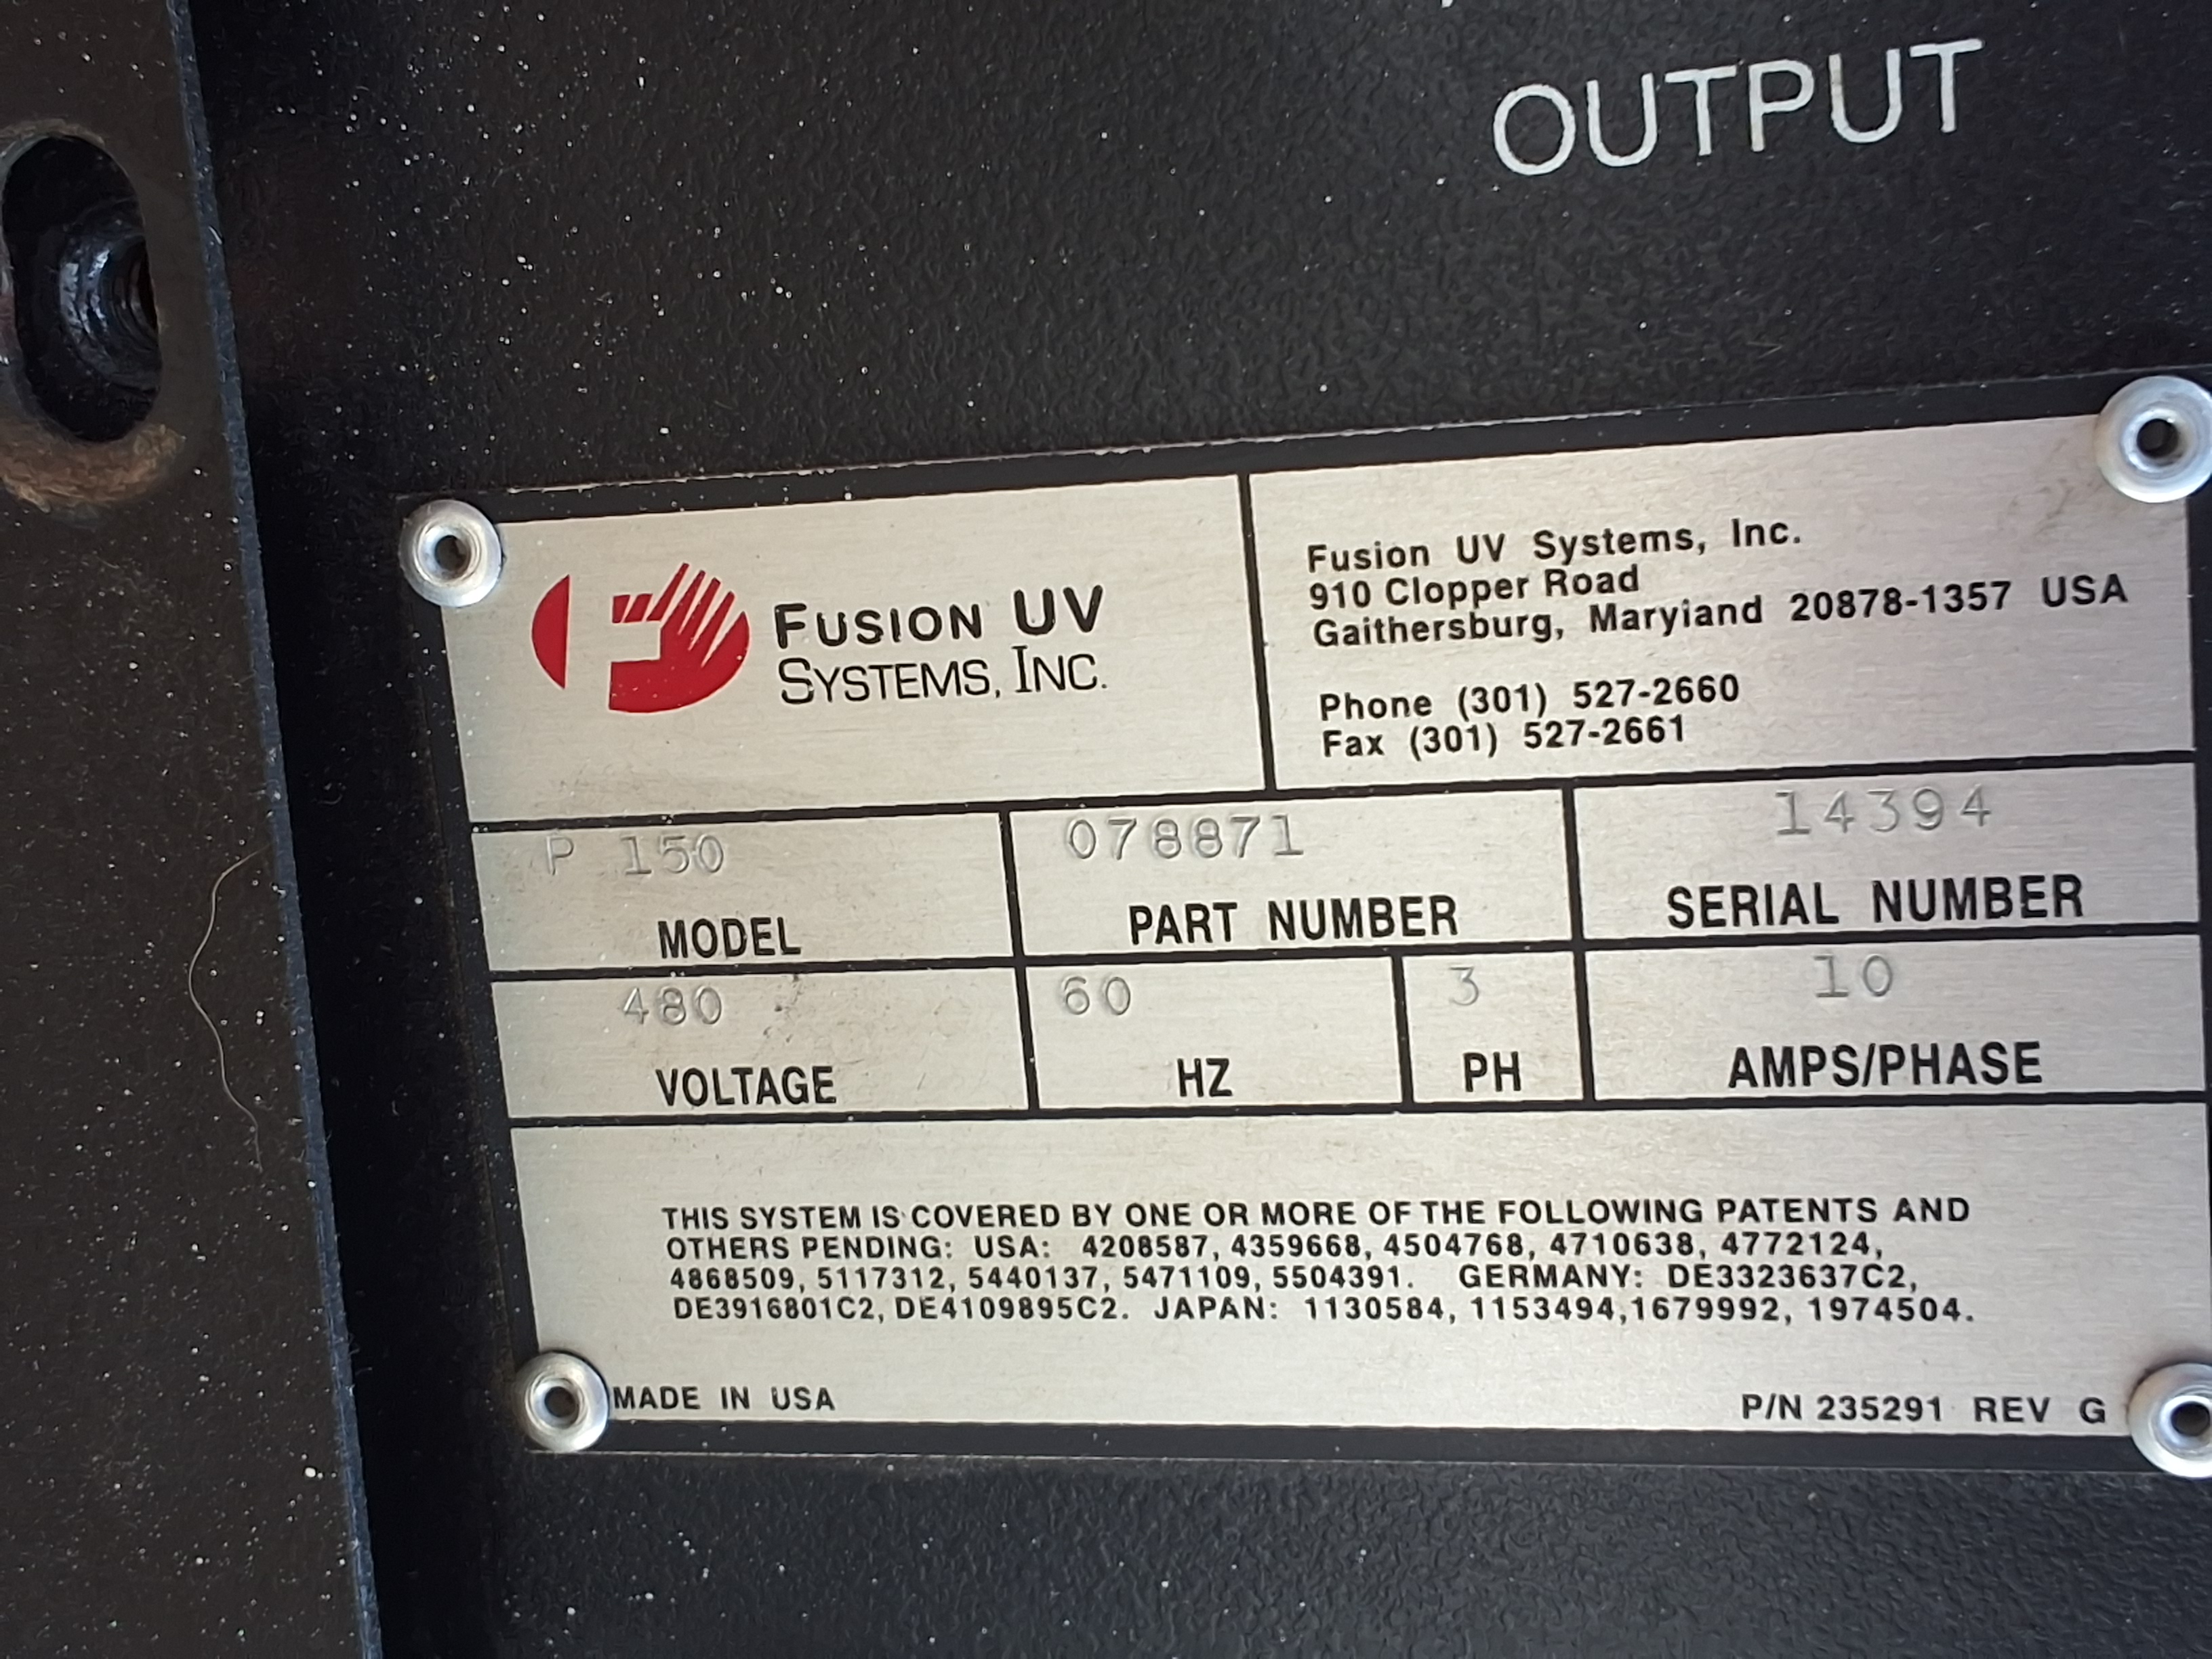 OUTPUT
FUSION UV
SYSTEMS, INC.
Fusion UV Systems, Inc.
910 Clopper Road
Gaithersburg, Maryiand 20878-1357 USA
Phone (301) 527-2660
Fax (301) 527-2661
P 150
MODEL
078871
PART NUMBER
14394
SERIAL NUMBER
480
VOLTAGE
60
HZ
3
PH
10
AMPS/PHASE
THIS SYSTEM IS COVERED BY ONE OR MORE OF THE FOLLOWING PATENTS AND
OTHERS PENDING: USA: 4208587, 4359668, 4504768, 4710638, 4772124,
4868509, 5117312, 5440137, 5471109, 5504391. GERMANY: DE3323637C2,
DE3916801C2, DE4109895C2. JAPAN: 1130584, 1153494,1679992, 1974504.
MADE IN USA
P/N 235291 REV G